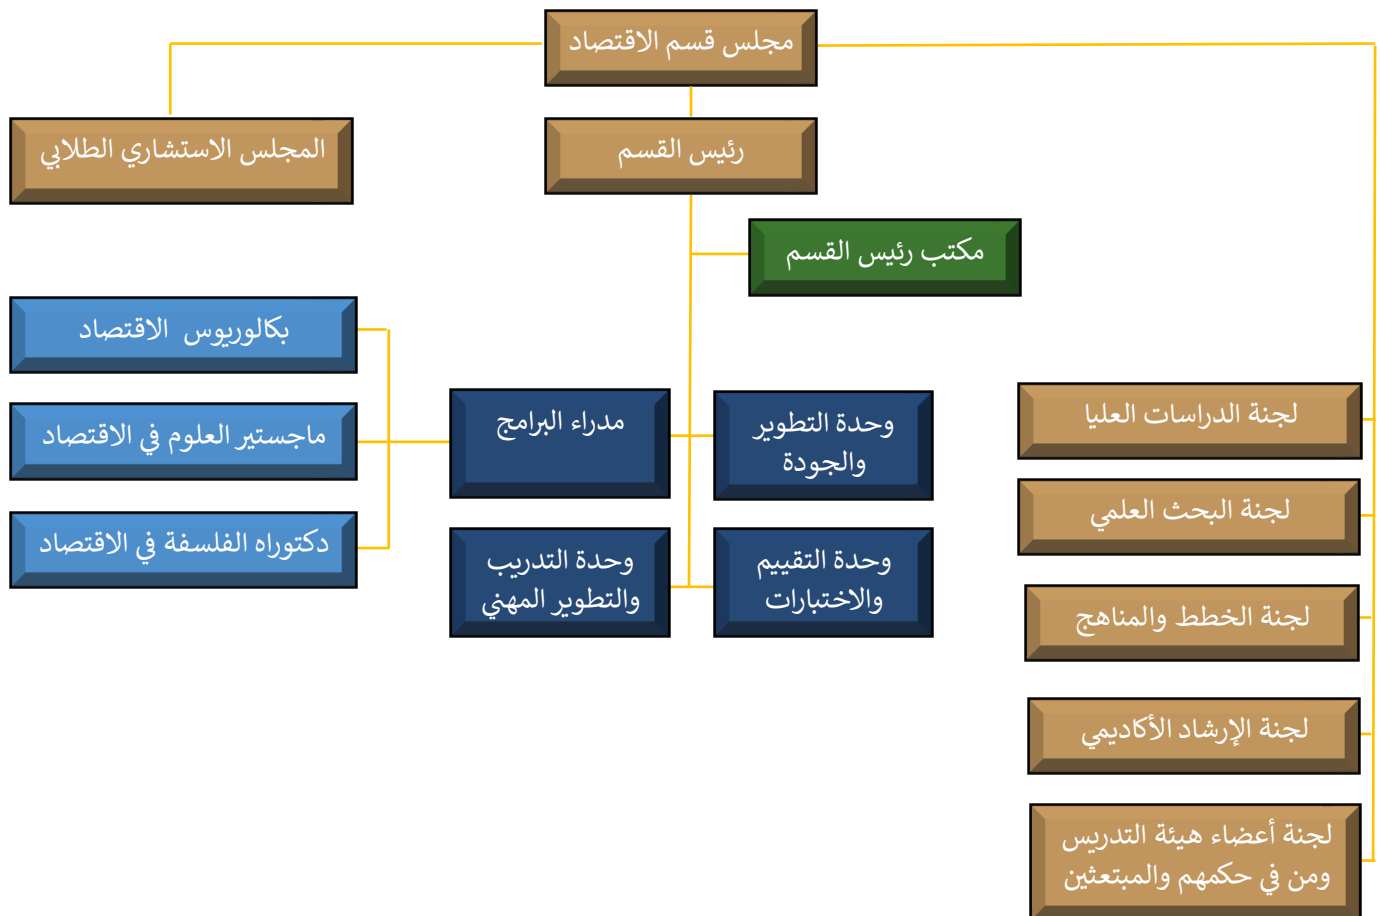 مجلس قسم الاقتصاد
رئيس القسم
المجلس الاستشاري الطلابي
مكتب رئيس القسم
لجنة الدراسات العليا
لجنة البحث العلمي
لجنة الخطط والمناهج
لجنة الإرشاد الأكاديمي
لجنة أعضاء هيئة التدريس
ومن في حكمهم والمبتعثين
وحدة التطوير
والجودة
مدراء البرامج
وحدة التقييم
والاختبارات
وحدة التدريب
والتطوير المهني
بكالوريوس الاقتصاد
ماجستير العلوم في الاقتصاد
دكتوراه الفلسفة في الاقتصاد